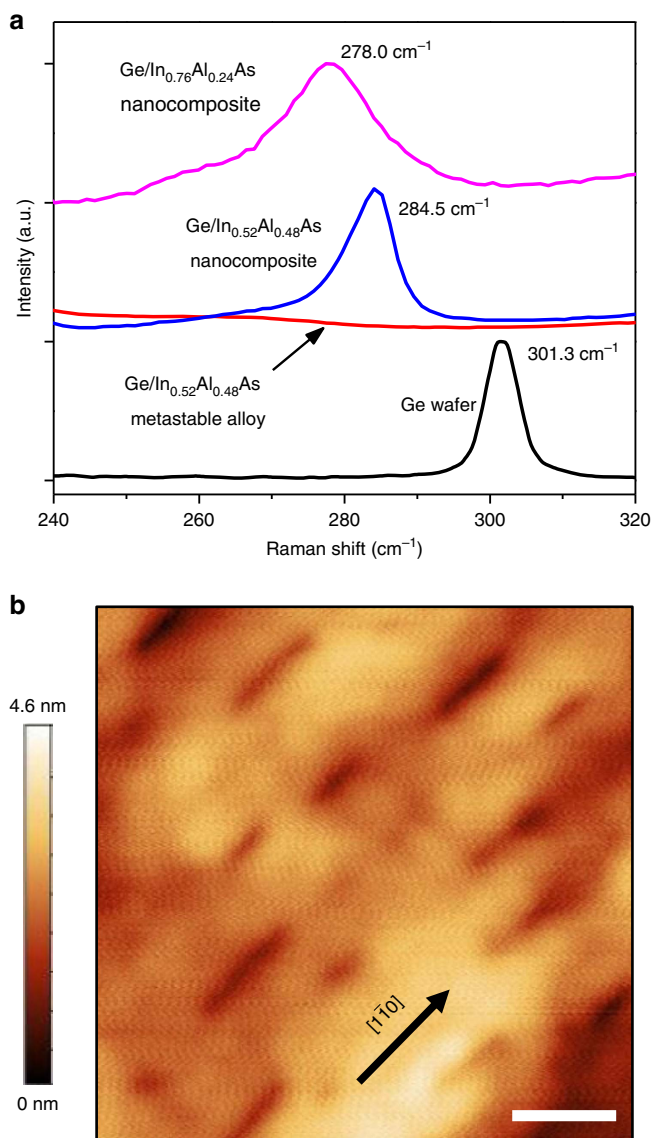 a
Ge/In₀.₇₆Al₀.₂₄As
nanocomposite
278.0 cm⁻¹
Ge/In₀.₅₂Al₀.₄₈As
nanocomposite
284.5 cm⁻¹
Ge/In₀.₅₂Al₀.₄₈As
metastable alloy
301.3 cm⁻¹
Ge wafer
Intensity (a.u.)
240 260 280 300 320
Raman shift (cm⁻¹)
b
4.6 nm
0 nm
[11̄0]